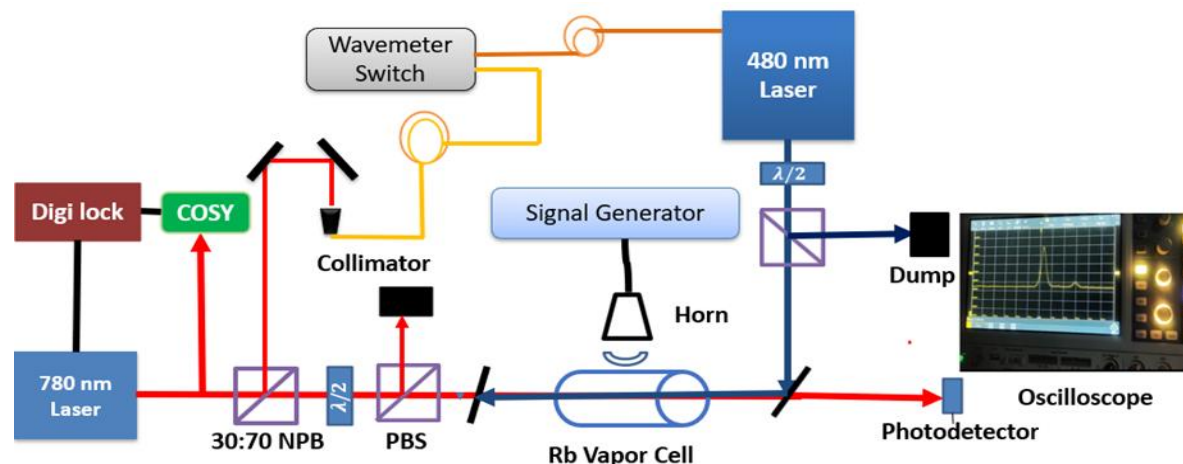 Wavemeter
Switch
480 nm
Laser
λ/2
Digi lock
COSY
Signal Generator
Collimator
Dump
Horn
780 nm
Laser
λ/2
30:70 NPB
PBS
Rb Vapor Cell
Photodetector
Oscilloscope